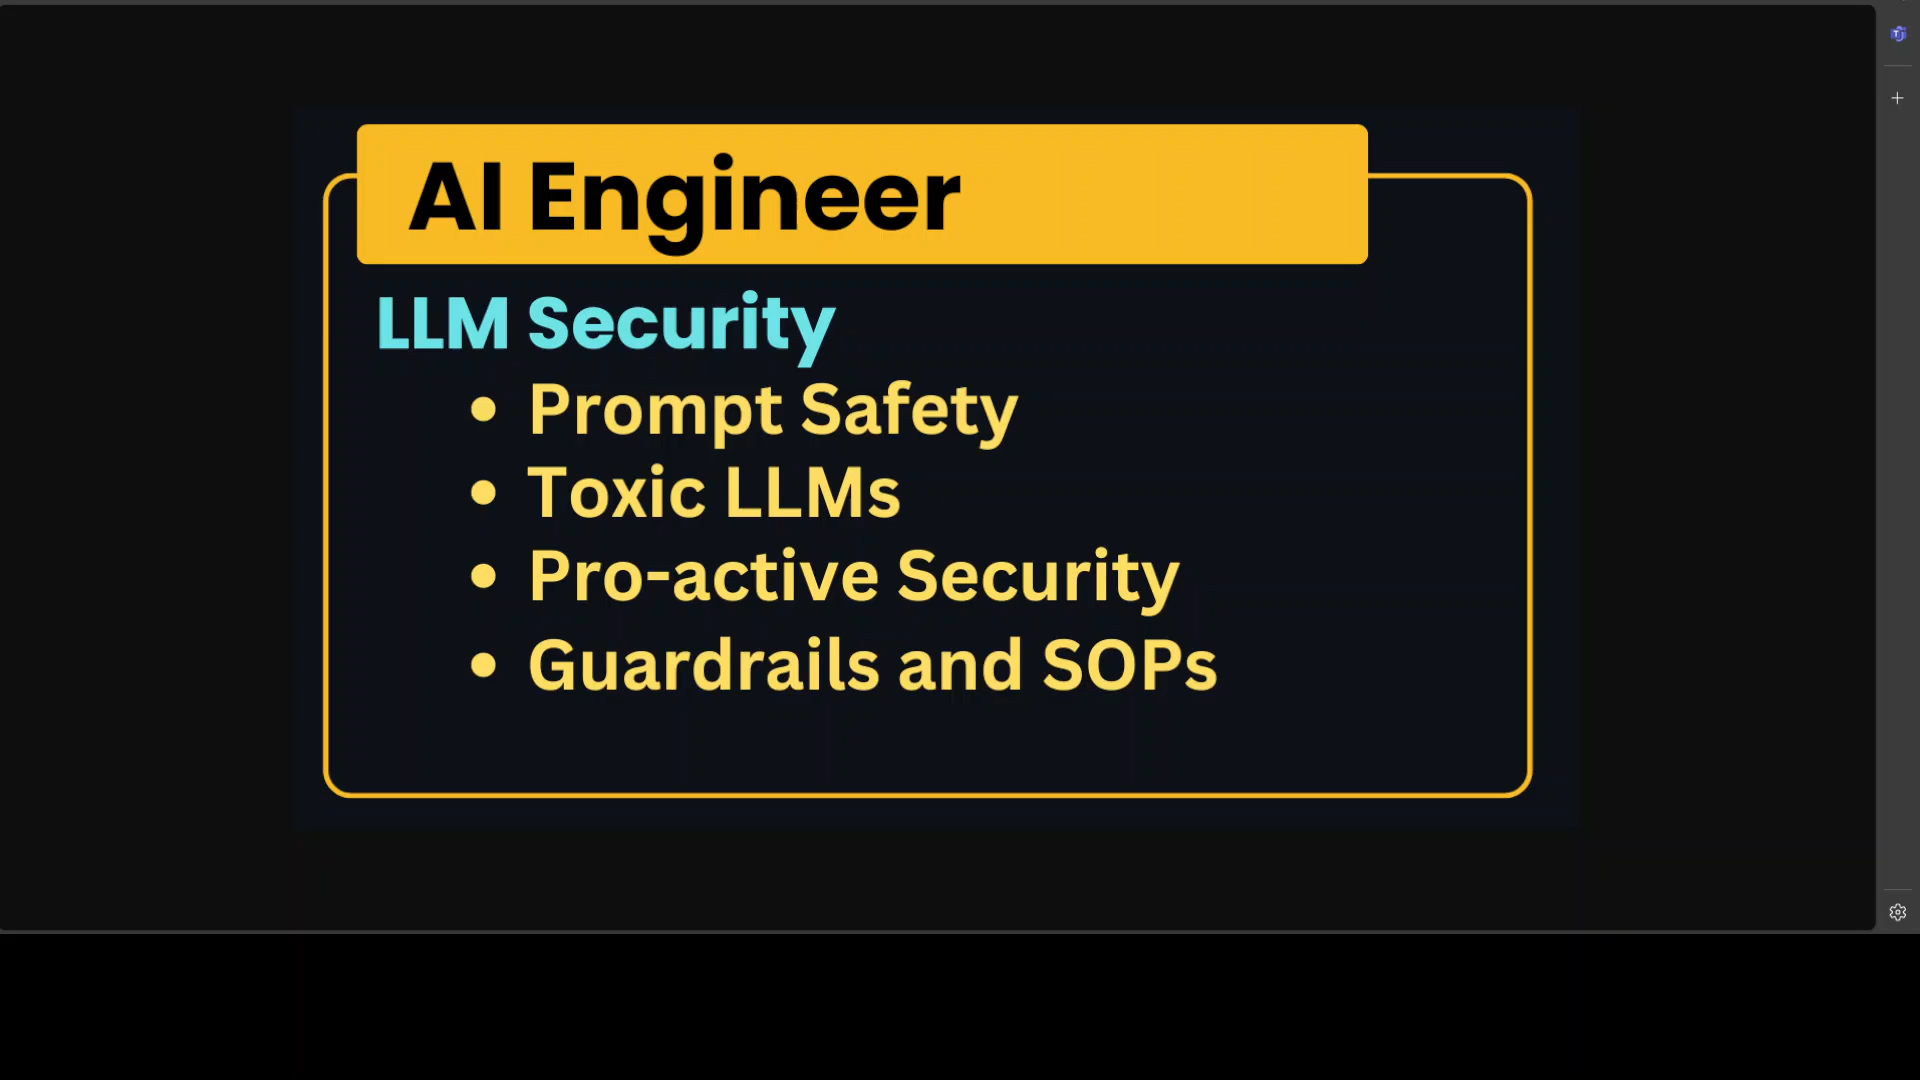 AI Engineer
LLM Security
• Prompt Safety
• Toxic LLMs
• Pro-active Security
• Guardrails and SOPs